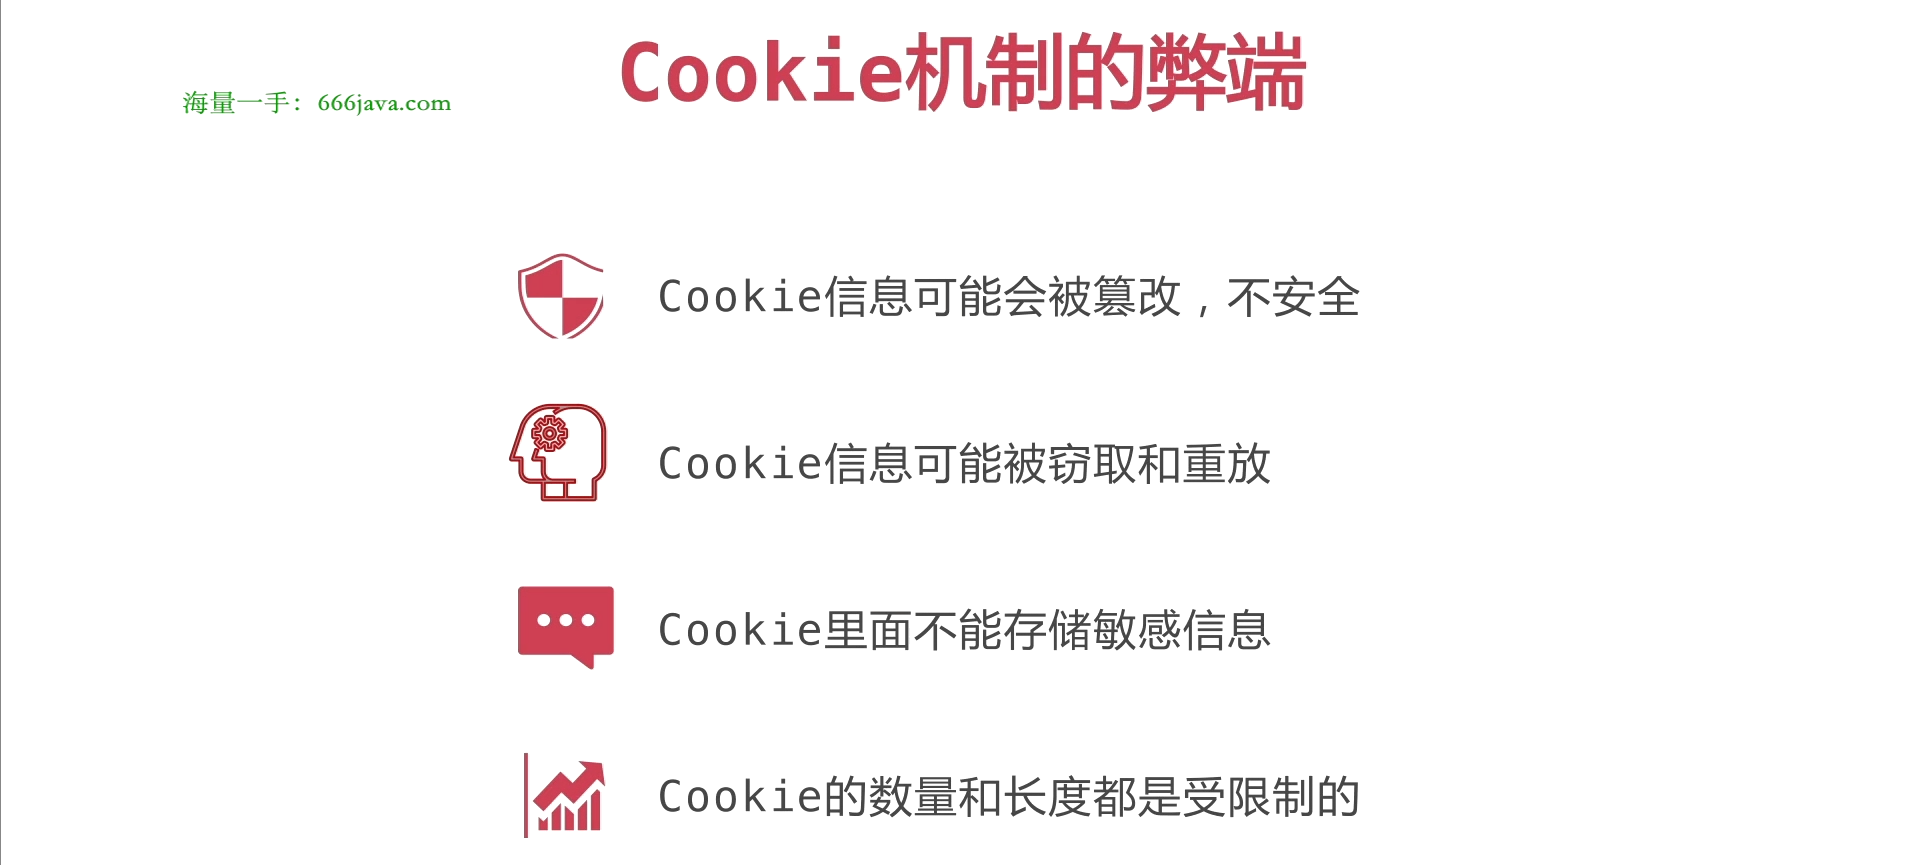 Cookie机制的弊端
海量一手：666java.com
Cookie信息可能会被篡改，不安全
Cookie信息可能被窃取和重放
Cookie里面不能存储敏感信息
Cookie的数量和长度都是受限制的